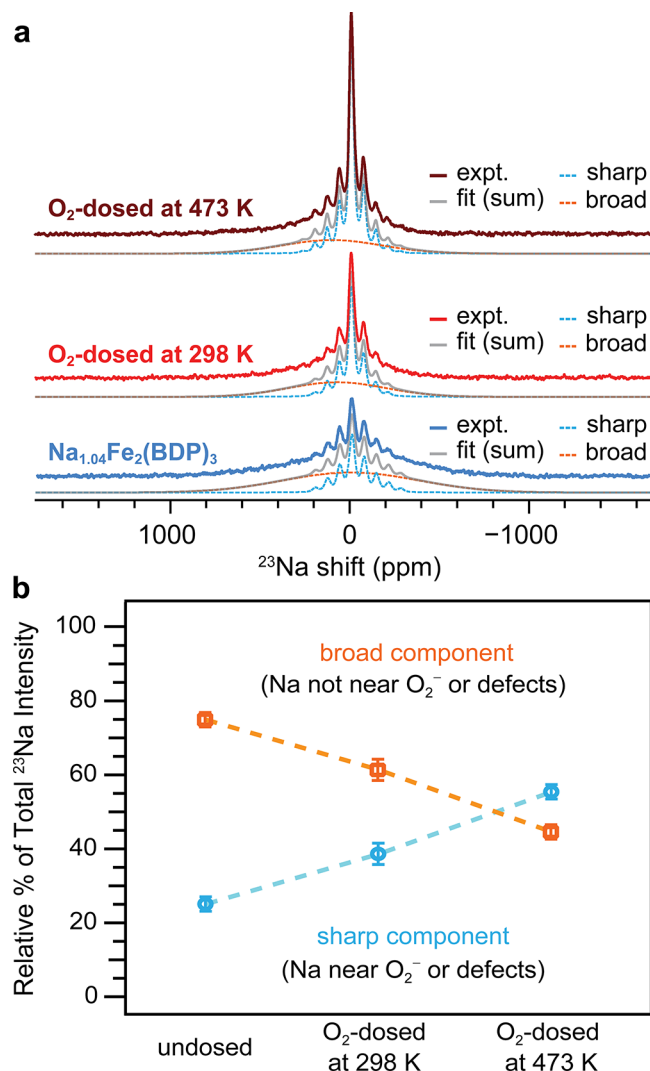 a
O₂-dosed at 473 K
expt.
sharp
fit (sum)
broad
O₂-dosed at 298 K
expt.
sharp
fit (sum)
broad
Na₁.₀₄Fe₂(BDP)₃
expt.
sharp
fit (sum)
broad
1000 0 −1000
²³Na shift (ppm)
b
Relative % of Total ²³Na Intensity
100
80
60
40
20
0
broad component
(Na not near O₂⁻ or defects)
sharp component
(Na near O₂⁻ or defects)
undosed
O₂-dosed
at 298 K
O₂-dosed
at 473 K